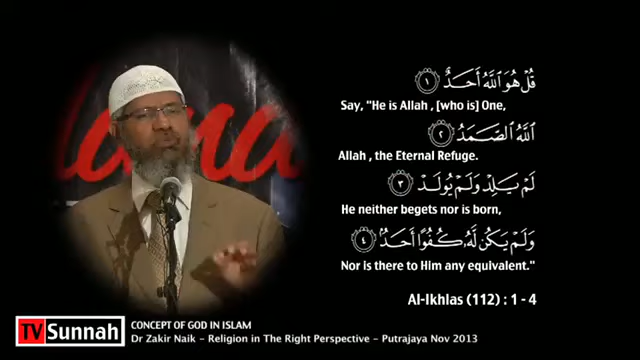 قُلْ هُوَ اللَّهُ أَحَدٌ ١
Say, "He is Allah , [who is] One,
اللَّهُ الصَّمَدُ ٢
Allah , the Eternal Refuge.
لَمْ يَلِدْ وَلَمْ يُولَدْ ٣
He neither begets nor is born,
وَلَمْ يَكُن لَّهُ كُفُوًا أَحَدٌ ٤
Nor is there to Him any equivalent."
Al-Ikhlas (112) : 1 - 4
TV Sunnah
CONCEPT OF GOD IN ISLAM
Dr Zakir Naik - Religion in The Right Perspective - Putrajaya Nov 2013